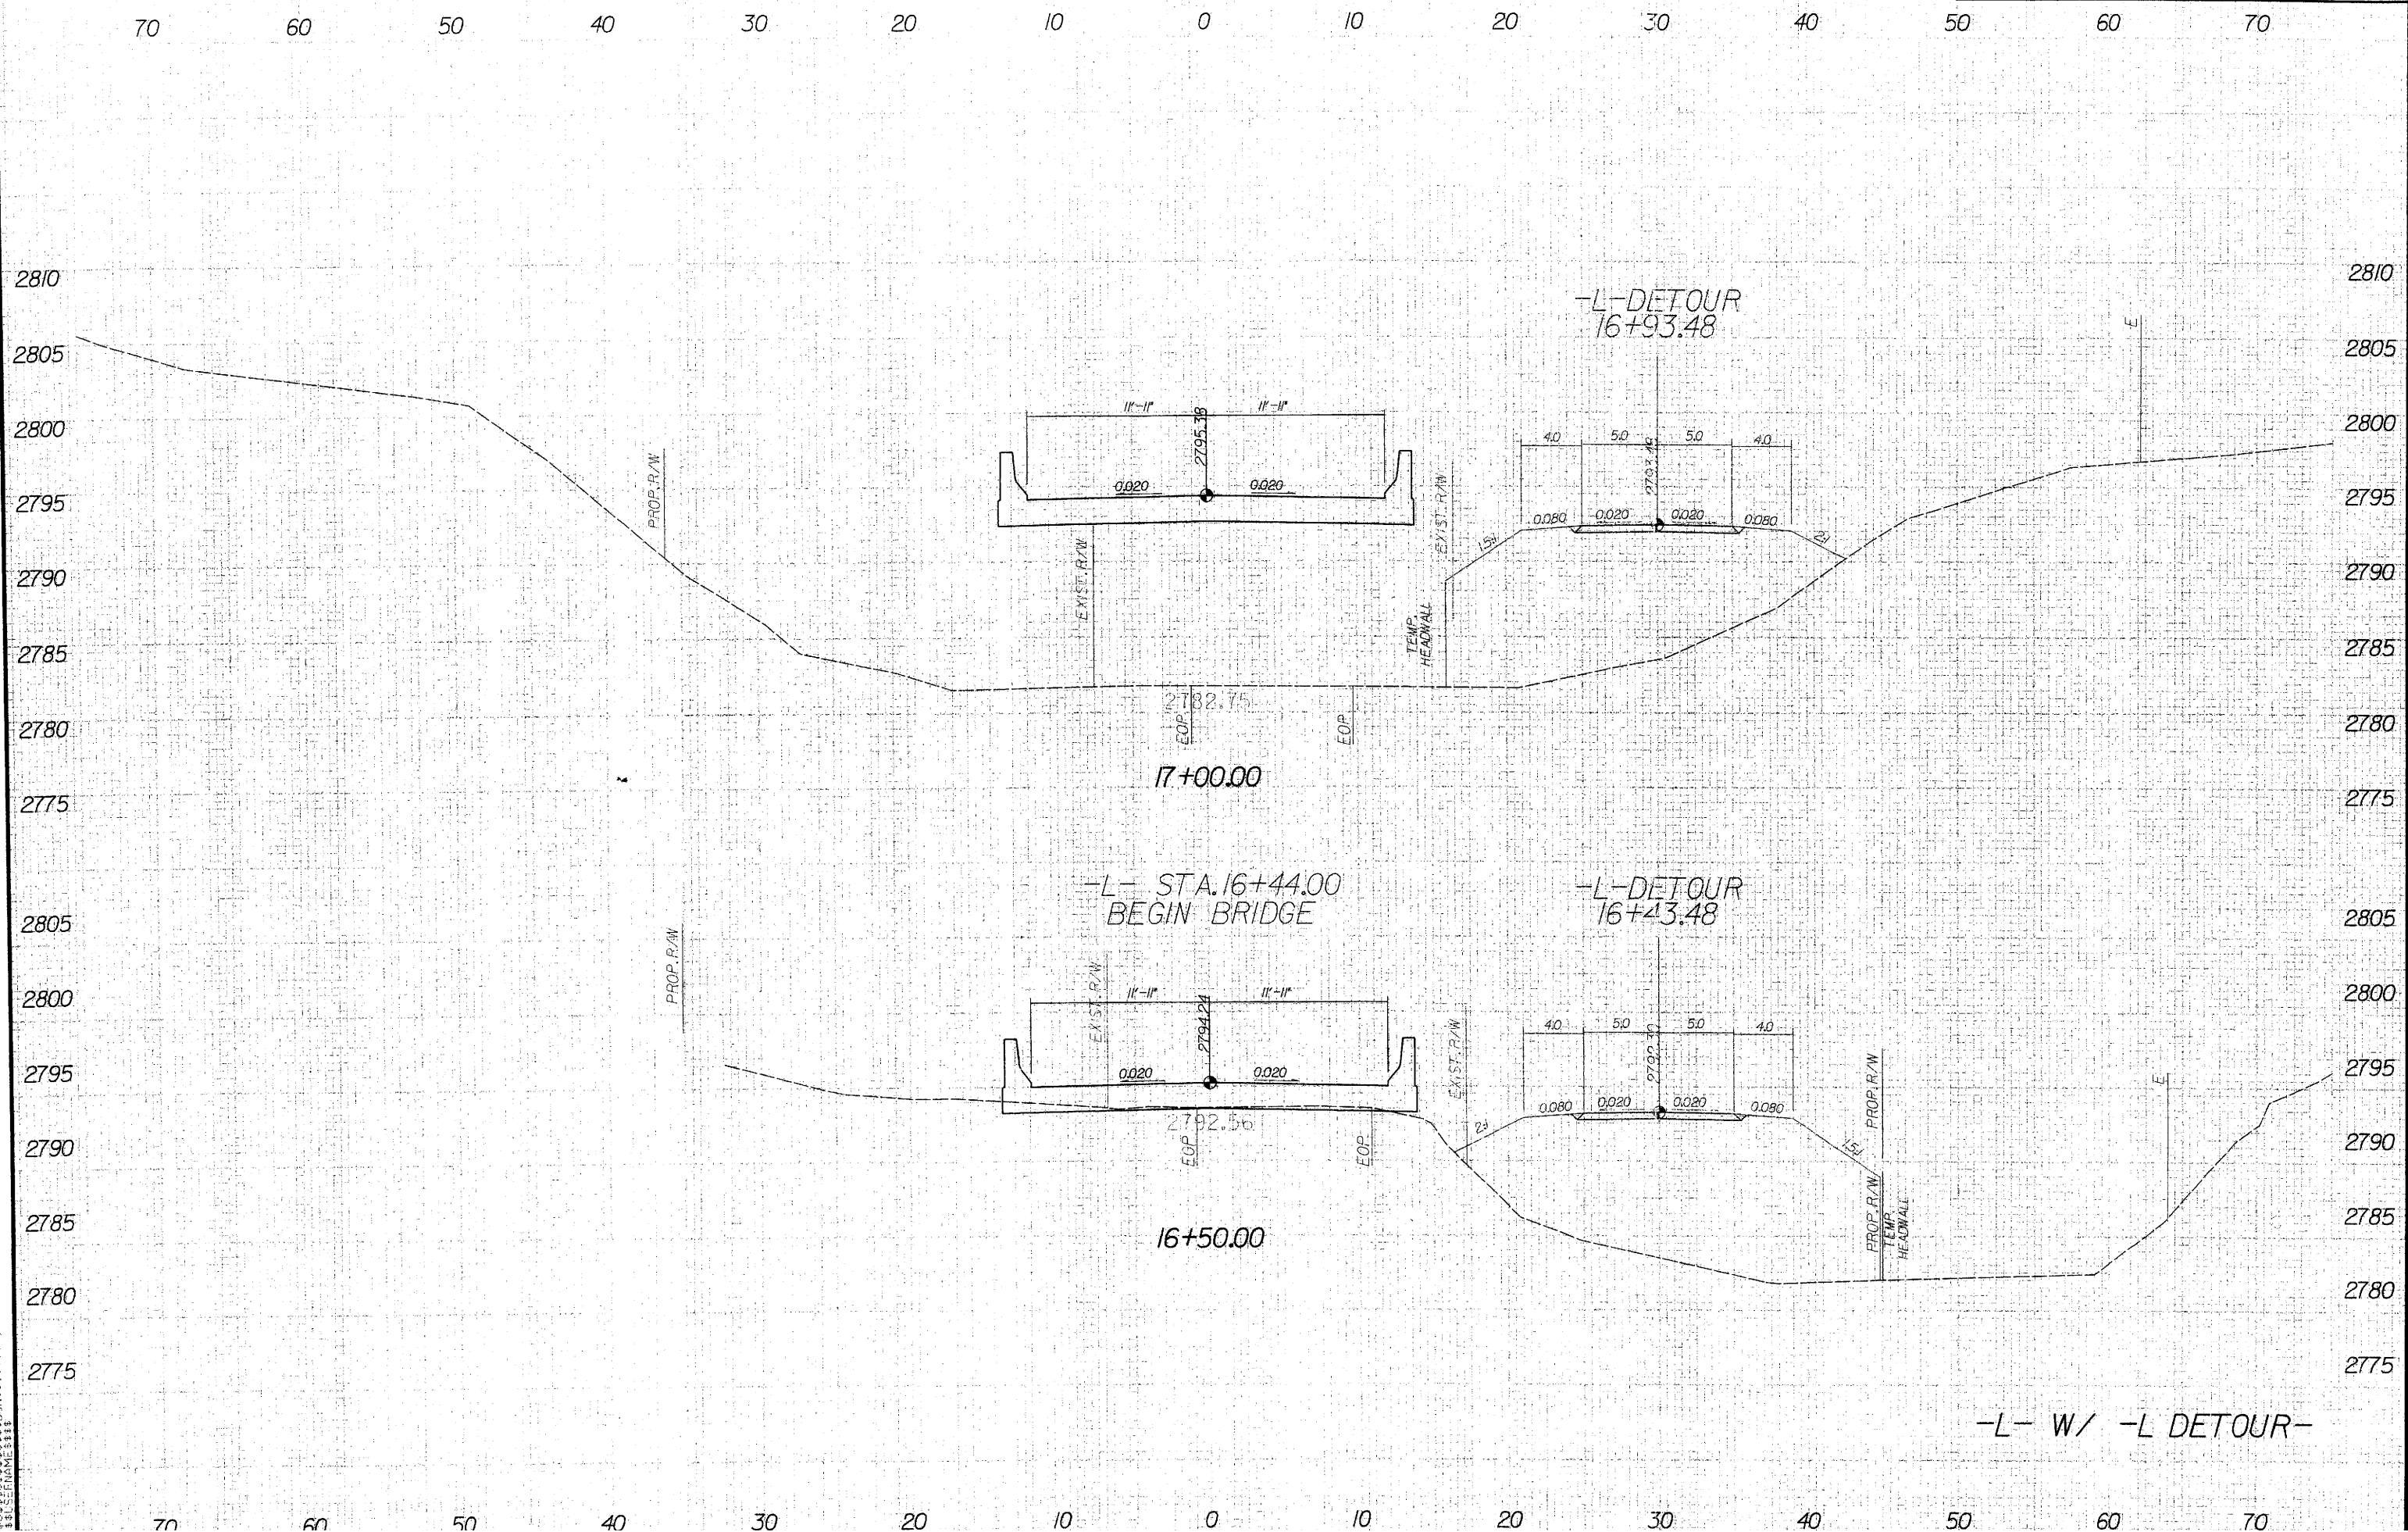 70 60 50 40 30 20 10 0 10 20 30 40 50 60 70
2810 2810
-L-DETOUR
16+93.48
E
2805 2805
11'-11" 2795.38 11'-11"
2800 2800
4.0 5.0 5.0 4.0
PROP. R/W
0.020 0.020
EXIST. R/W
2795 2795
0.080 0.020 0.020 0.080
1.5:1 2:1
EXIST. R/W
2790 2790
TEMP.
HEADWALL
2785 2785
2782.75
EOP EOP
2780 2780
17+00.00
2775 2775
-L- STA. 16+44.00
BEGIN BRIDGE
-L-DETOUR
16+43.48
2805 2805
PROP. R/W
EXIST. R/W
2800 2800
11'-11" 2794.24 11'-11"
4.0 5.0 5.0 4.0
EXIST. R/W
PROP. R/W
2795 2795
0.020 0.020
E
0.080 0.020 0.020 0.080
2792.56
2:1 1.5:1
EOP EOP
2790 2790
PROP. R/W
TEMP.
HEADWALL
2785 2785
16+50.00
2780 2780
2775 2775
-L- W/ -L DETOUR-
70 60 50 40 30 20 10 0 10 20 30 40 50 60 70